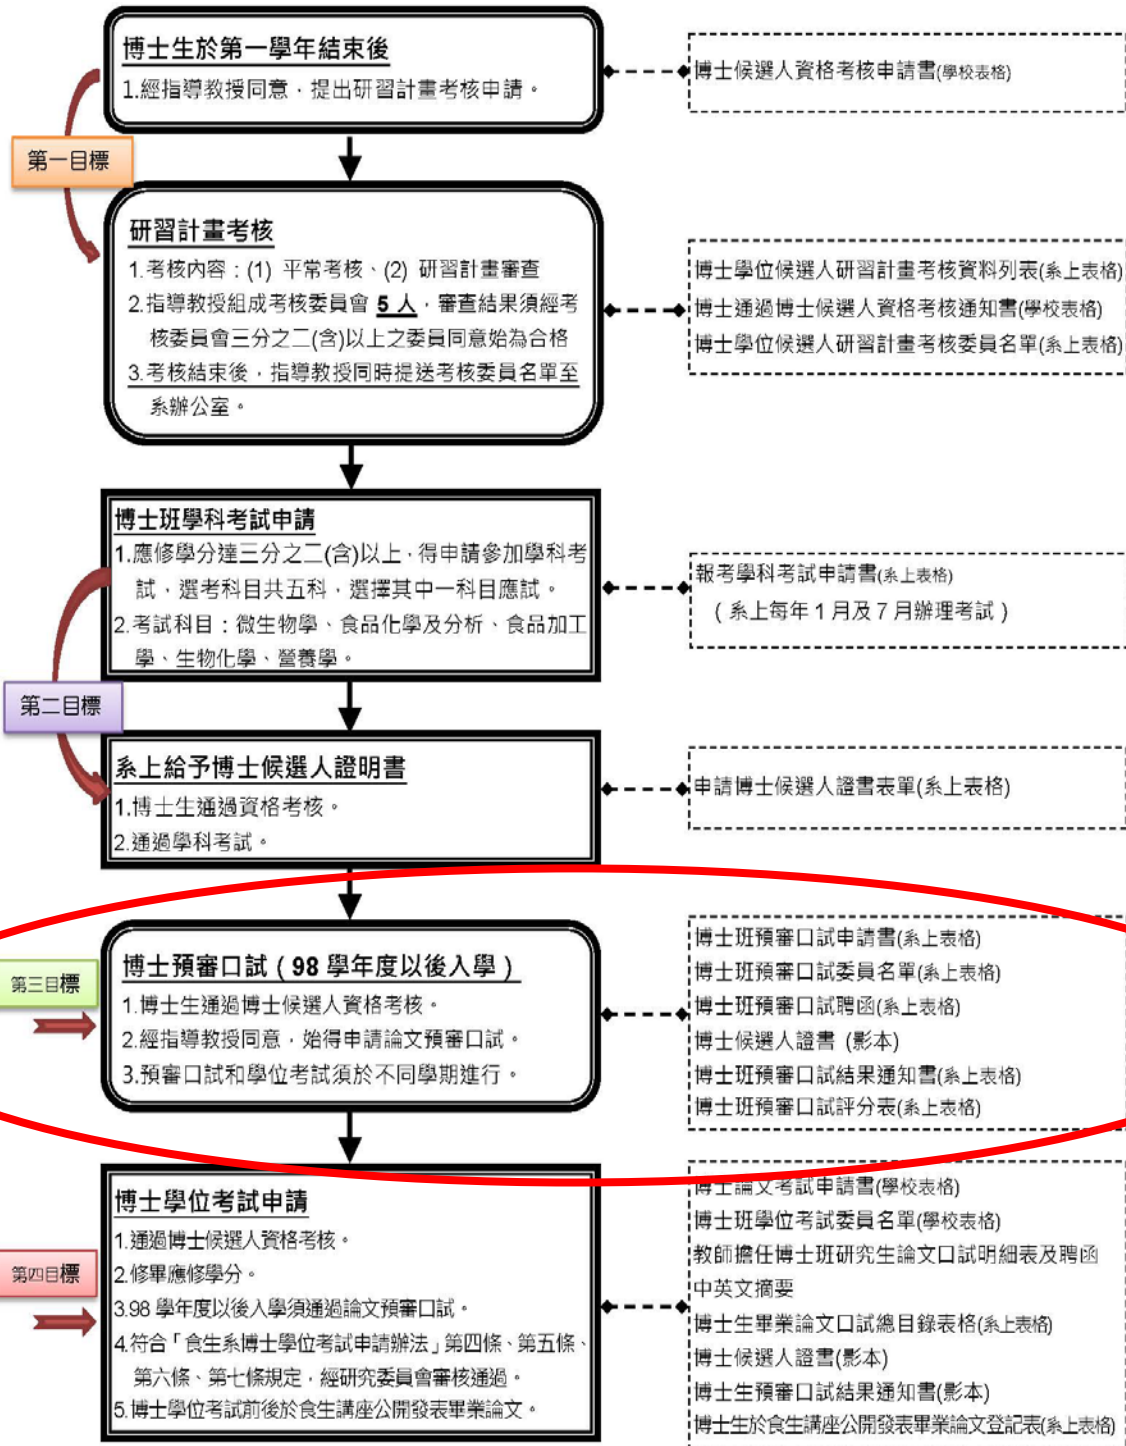 博士生於第一學年結束後
1.經指導教授同意，提出研習計畫考核申請。
博士候選人資格考核申請書(學校表格)
第一目標
研習計畫考核
1.考核內容：(1) 平常考核、(2) 研習計畫審查
2.指導教授組成考核委員會 5 人，審查結果須經考
核委員會三分之二(含)以上之委員同意始為合格
3.考核結束後，指導教授同時提送考核委員名單至
系辦公室。
博士學位候選人研習計畫考核資料列表(系上表格)
博士通過博士候選人資格考核通知書(學校表格)
博士學位候選人研習計畫考核委員名單(系上表格)
博士班學科考試申請
1.應修學分達三分之二(含)以上，得申請參加學科考
試，選考科目共五科，選擇其中一科目應試。
2.考試科目：微生物學、食品化學及分析、食品加工
學、生物化學、營養學。
報考學科考試申請書(系上表格)
（系上每年 1 月及 7 月辦理考試）
第二目標
系上給予博士候選人證明書
1.博士生通過資格考核。
2.通過學科考試。
申請博士候選人證書表單(系上表格)
第三目標
博士預審口試（98 學年度以後入學）
1.博士生通過博士候選人資格考核。
2.經指導教授同意，始得申請論文預審口試。
3.預審口試和學位考試須於不同學期進行。
博士班預審口試申請書(系上表格)
博士班預審口試委員名單(系上表格)
博士班預審口試聘函(系上表格)
博士候選人證書 (影本)
博士班預審口試結果通知書(系上表格)
博士班預審口試評分表(系上表格)
第四目標
博士學位考試申請
1.通過博士候選人資格考核。
2.修畢應修學分。
3.98 學年度以後入學須通過論文預審口試。
4.符合「食生系博士學位考試申請辦法」第四條、第五條、
第六條、第七條規定，經研究委員會審核通過。
5.博士學位考試前後於食生講座公開發表畢業論文。
博士論文考試申請書(學校表格)
博士班學位考試委員名單(學校表格)
教師擔任博士班研究生論文口試明細表及聘函
中英文摘要
博士生畢業論文口試總目錄表格(系上表格)
博士候選人證書(影本)
博士生預審口試結果通知書(影本)
博士生於食生講座公開發表畢業論文登記表(系上表格)